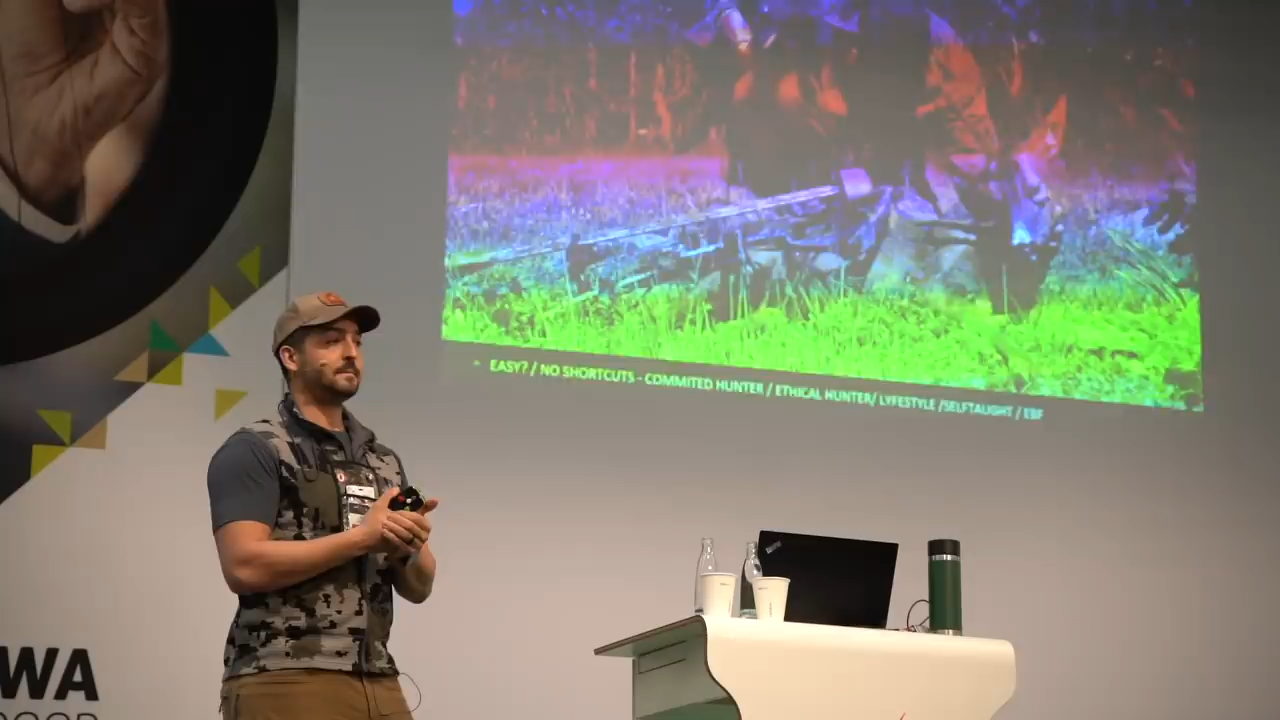 EASY? / NO SHORTCUTS - COMMITED HUNTER / ETHICAL HUNTER/ LYFESTYLE /SELFTAUGHT / EBF
WA